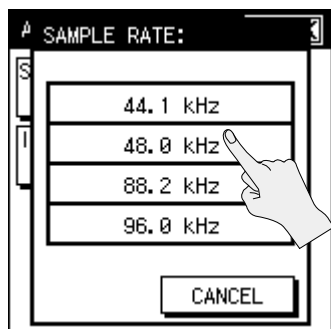 A
SAMPLE RATE:
S
I
44.1 kHz
48.0 kHz
88.2 kHz
96.0 kHz
CANCEL